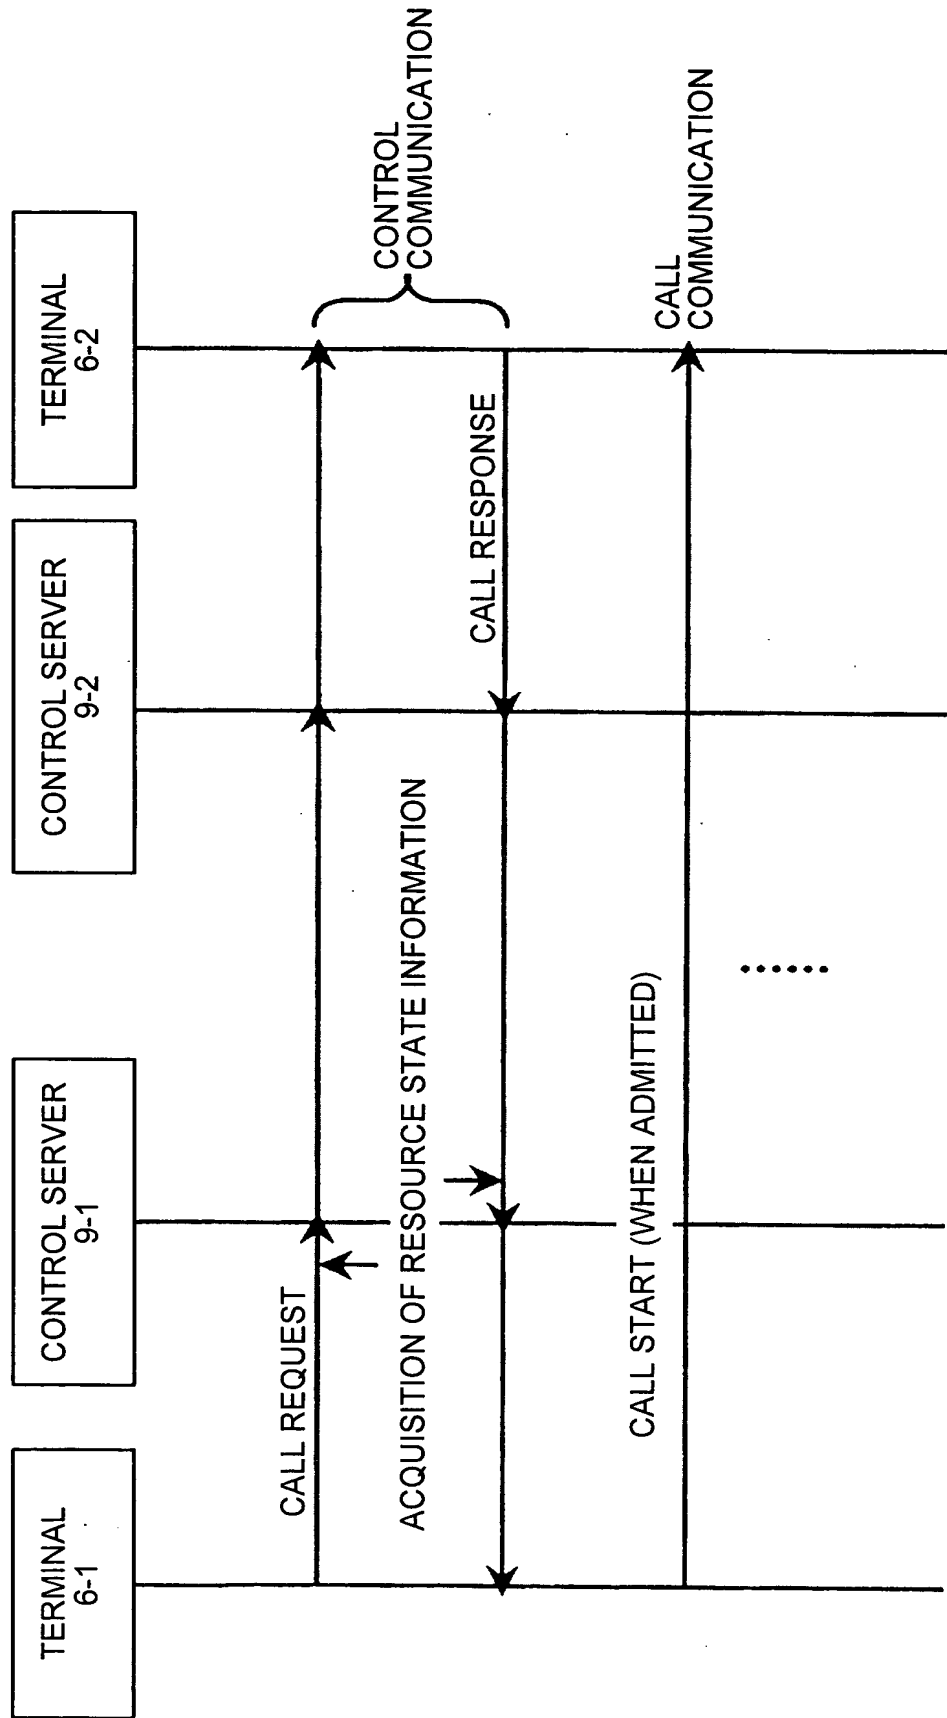 TERMINAL
6-1
CONTROL SERVER
9-1
CONTROL SERVER
9-2
TERMINAL
6-2
CALL REQUEST
CONTROL
COMMUNICATION
ACQUISITION OF RESOURCE STATE INFORMATION
CALL RESPONSE
CALL START (WHEN ADMITTED)
CALL
COMMUNICATION